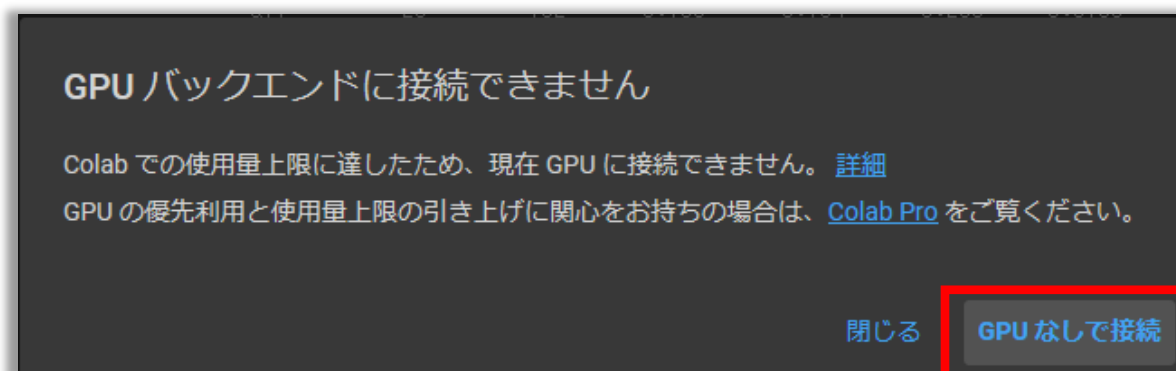 GPU バックエンドに接続できません
Colab での使用量上限に達したため、現在 GPU に接続できません。 詳細
GPU の優先利用と使用量上限の引き上げに関心をお持ちの場合は、Colab Pro をご覧ください。
閉じる GPU なしで接続